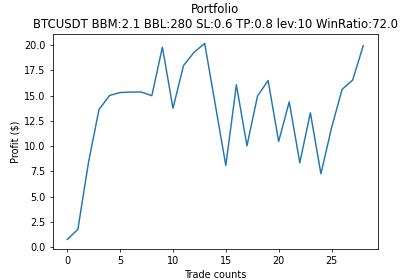 Portfolio
BTCUSDT BBM:2.1 BBL:280 SL:0.6 TP:0.8 lev:10 WinRatio:72.0
20.0
17.5
15.0
12.5
10.0
7.5
5.0
2.5
0.0
Profit ($)
0 5 10 15 20 25
Trade counts